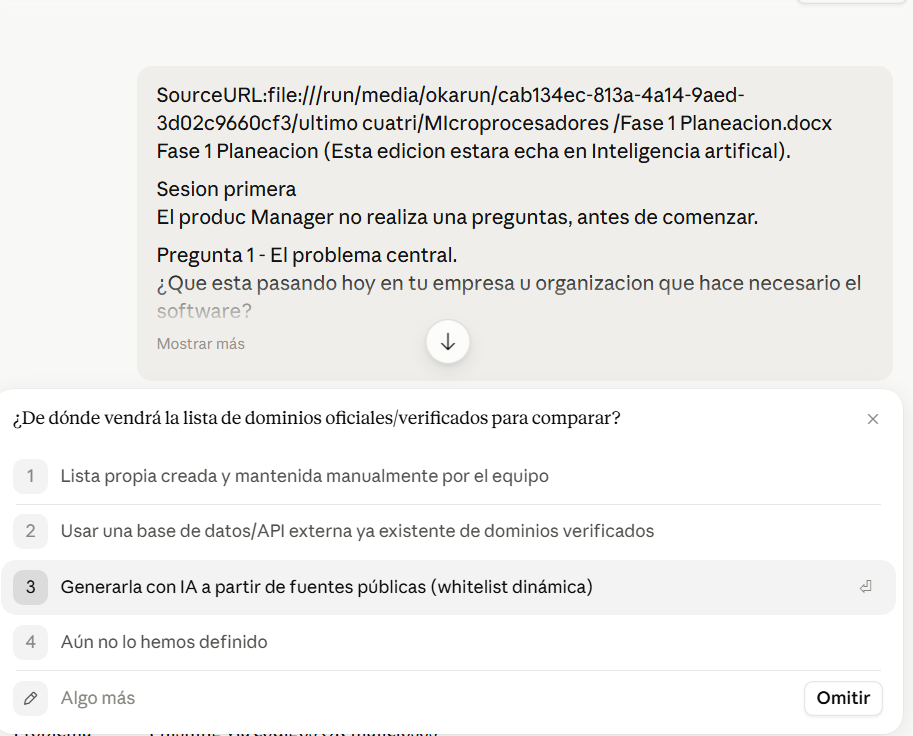 SourceURL:file:///run/media/okarun/cab134ec-813a-4a14-9aed-
3d02c9660cf3/ultimo cuatri/MIcroprocesadores /Fase 1 Planeacion.docx
Fase 1 Planeacion (Esta edicion estara echa en Inteligencia artifical).
Sesion primera
El produc Manager no realiza una preguntas, antes de comenzar.
Pregunta 1 - El problema central.
¿Que esta pasando hoy en tu empresa u organizacion que hace necesario el
software?
Mostrar más
¿De dónde vendrá la lista de dominios oficiales/verificados para comparar?
1 Lista propia creada y mantenida manualmente por el equipo
2 Usar una base de datos/API externa ya existente de dominios verificados
3 Generarla con IA a partir de fuentes públicas (whitelist dinámica)
4 Aún no lo hemos definido
Algo más
Omitir